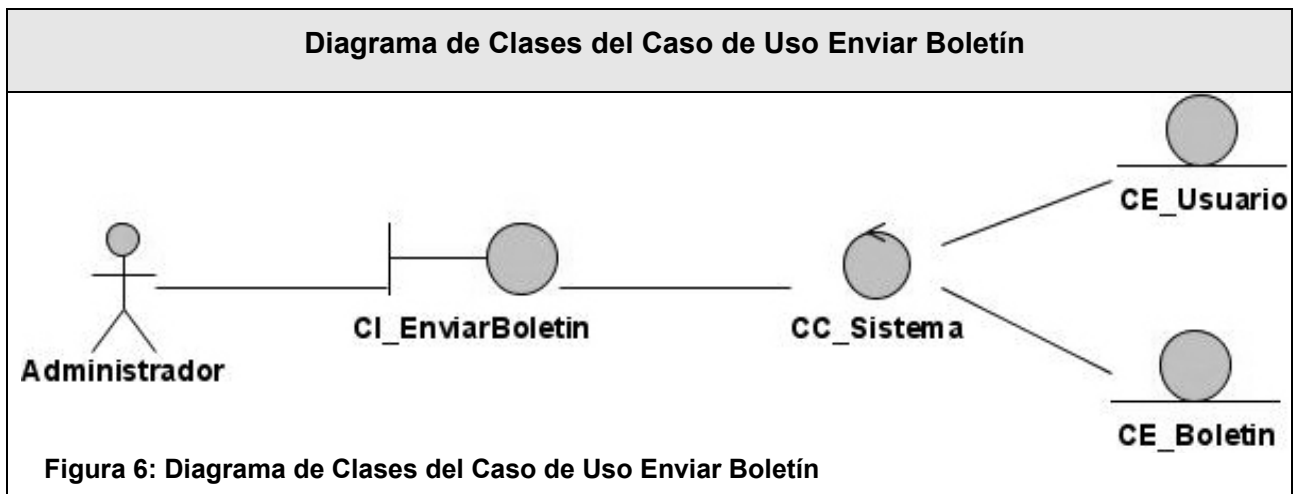 Diagrama de Clases del Caso de Uso Enviar Boletín
CE_Usuario
CI_EnviarBoletin
CC_Sistema
Administrador
CE_Boletin
Figura 6: Diagrama de Clases del Caso de Uso Enviar Boletín